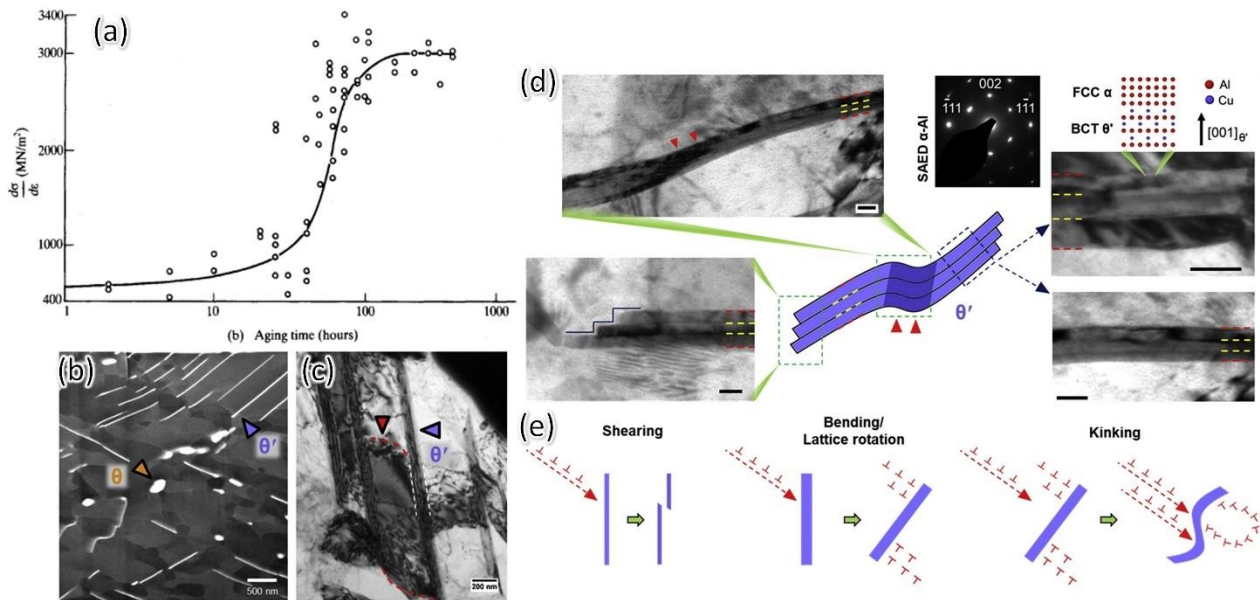 (a)
3400
3000
2000
1000
400
dσ
dε
(MN/m²)
1
10
100
1000
(b) Aging time (hours)
(b)
θ′
θ
500 nm
(c)
θ′
200 nm
(d)
SAED α-Al
002
1̄11
11̄1
FCC α
BCT θ′
Al
Cu
[001]θ′
θ′
(e)
Shearing
Bending/
Lattice rotation
Kinking